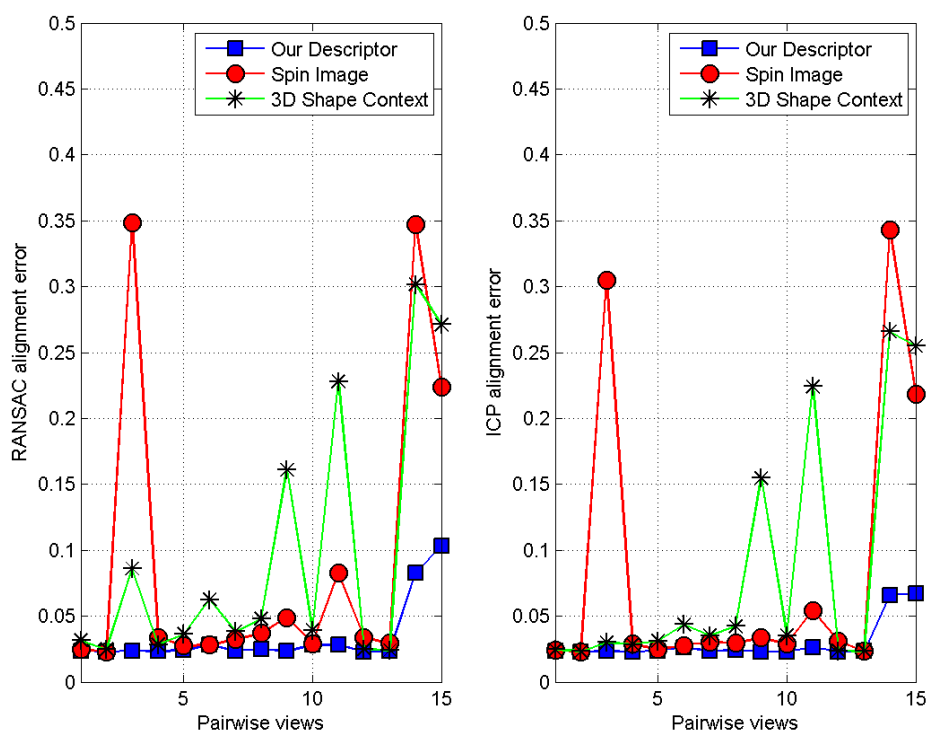 0.5
0.45
0.4
0.35
0.3
0.25
0.2
0.15
0.1
0.05
0
5
10
15
RANSAC alignment error
Pairwise views
Our Descriptor
Spin Image
3D Shape Context
0.5
0.45
0.4
0.35
0.3
0.25
0.2
0.15
0.1
0.05
0
5
10
15
ICP alignment error
Pairwise views
Our Descriptor
Spin Image
3D Shape Context